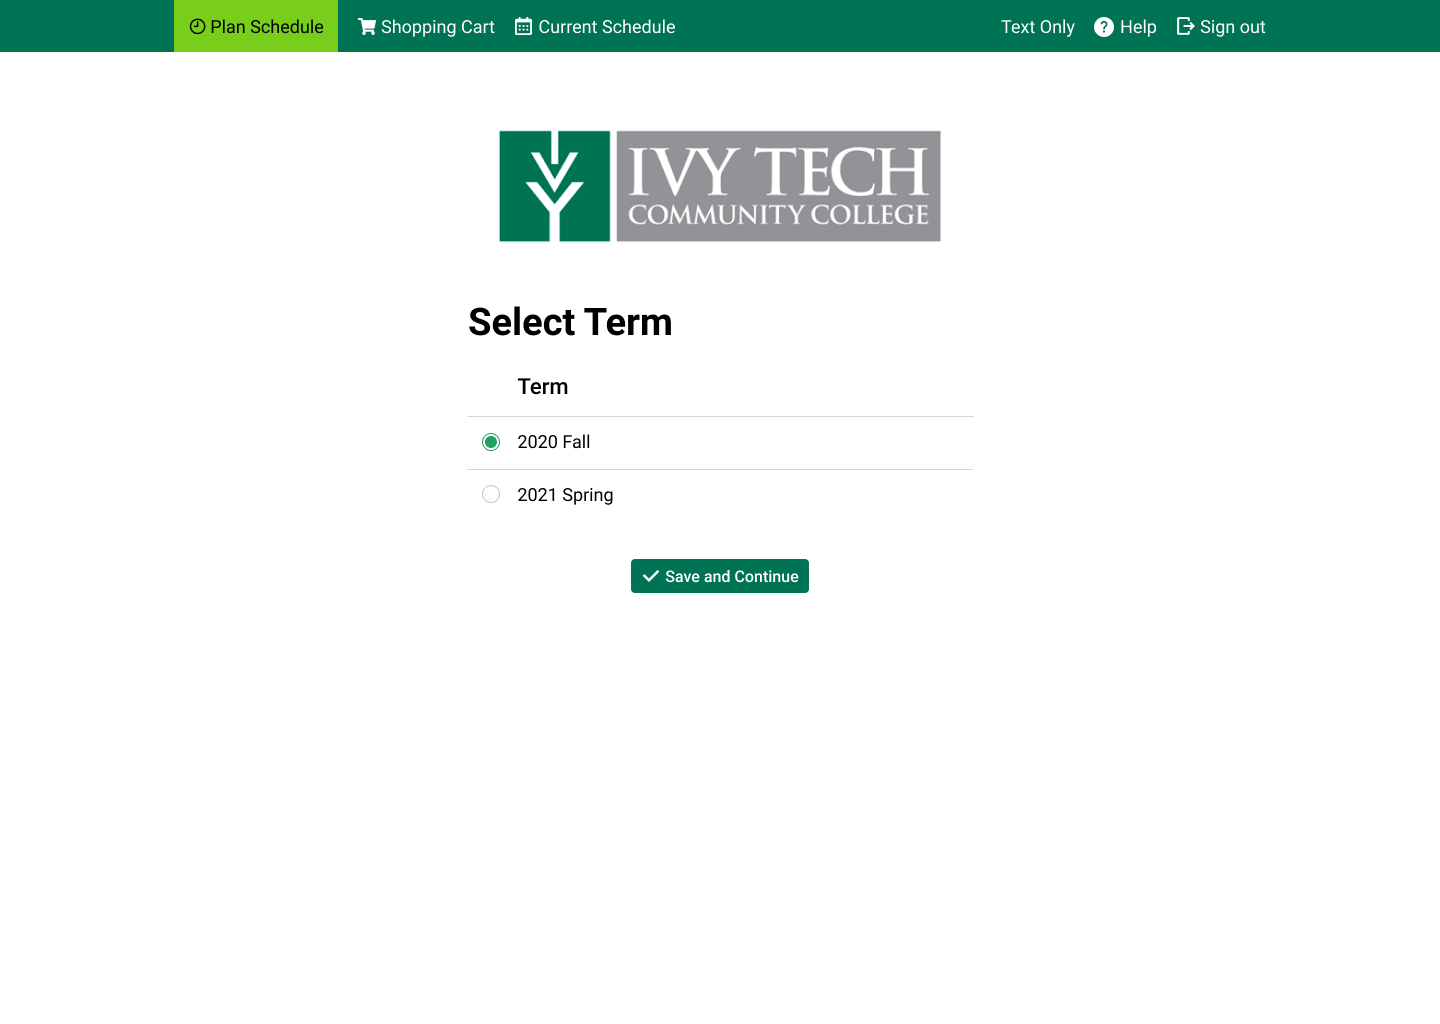 Plan Schedule Shopping Cart Current Schedule Text Only ? Help Sign out
IVY TECH
COMMUNITY COLLEGE
Select Term
Term
2020 Fall
2021 Spring
Save and Continue